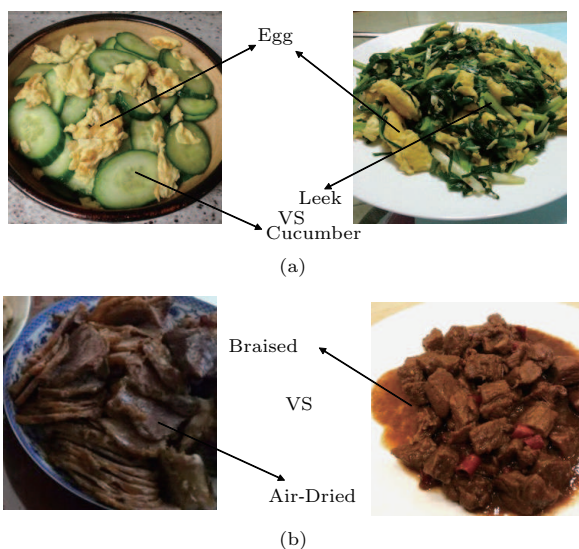 Egg
Leek
VS
Cucumber
(a)
Braised
VS
Air-Dried
(b)